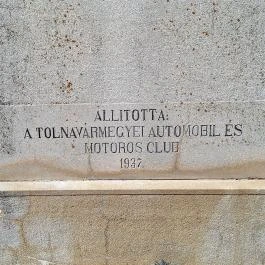 ÁLLITOTTA:
A TOLNAVÁRMEGYEI AUTOMOBIL ÉS
MOTOROS CLUB
1937